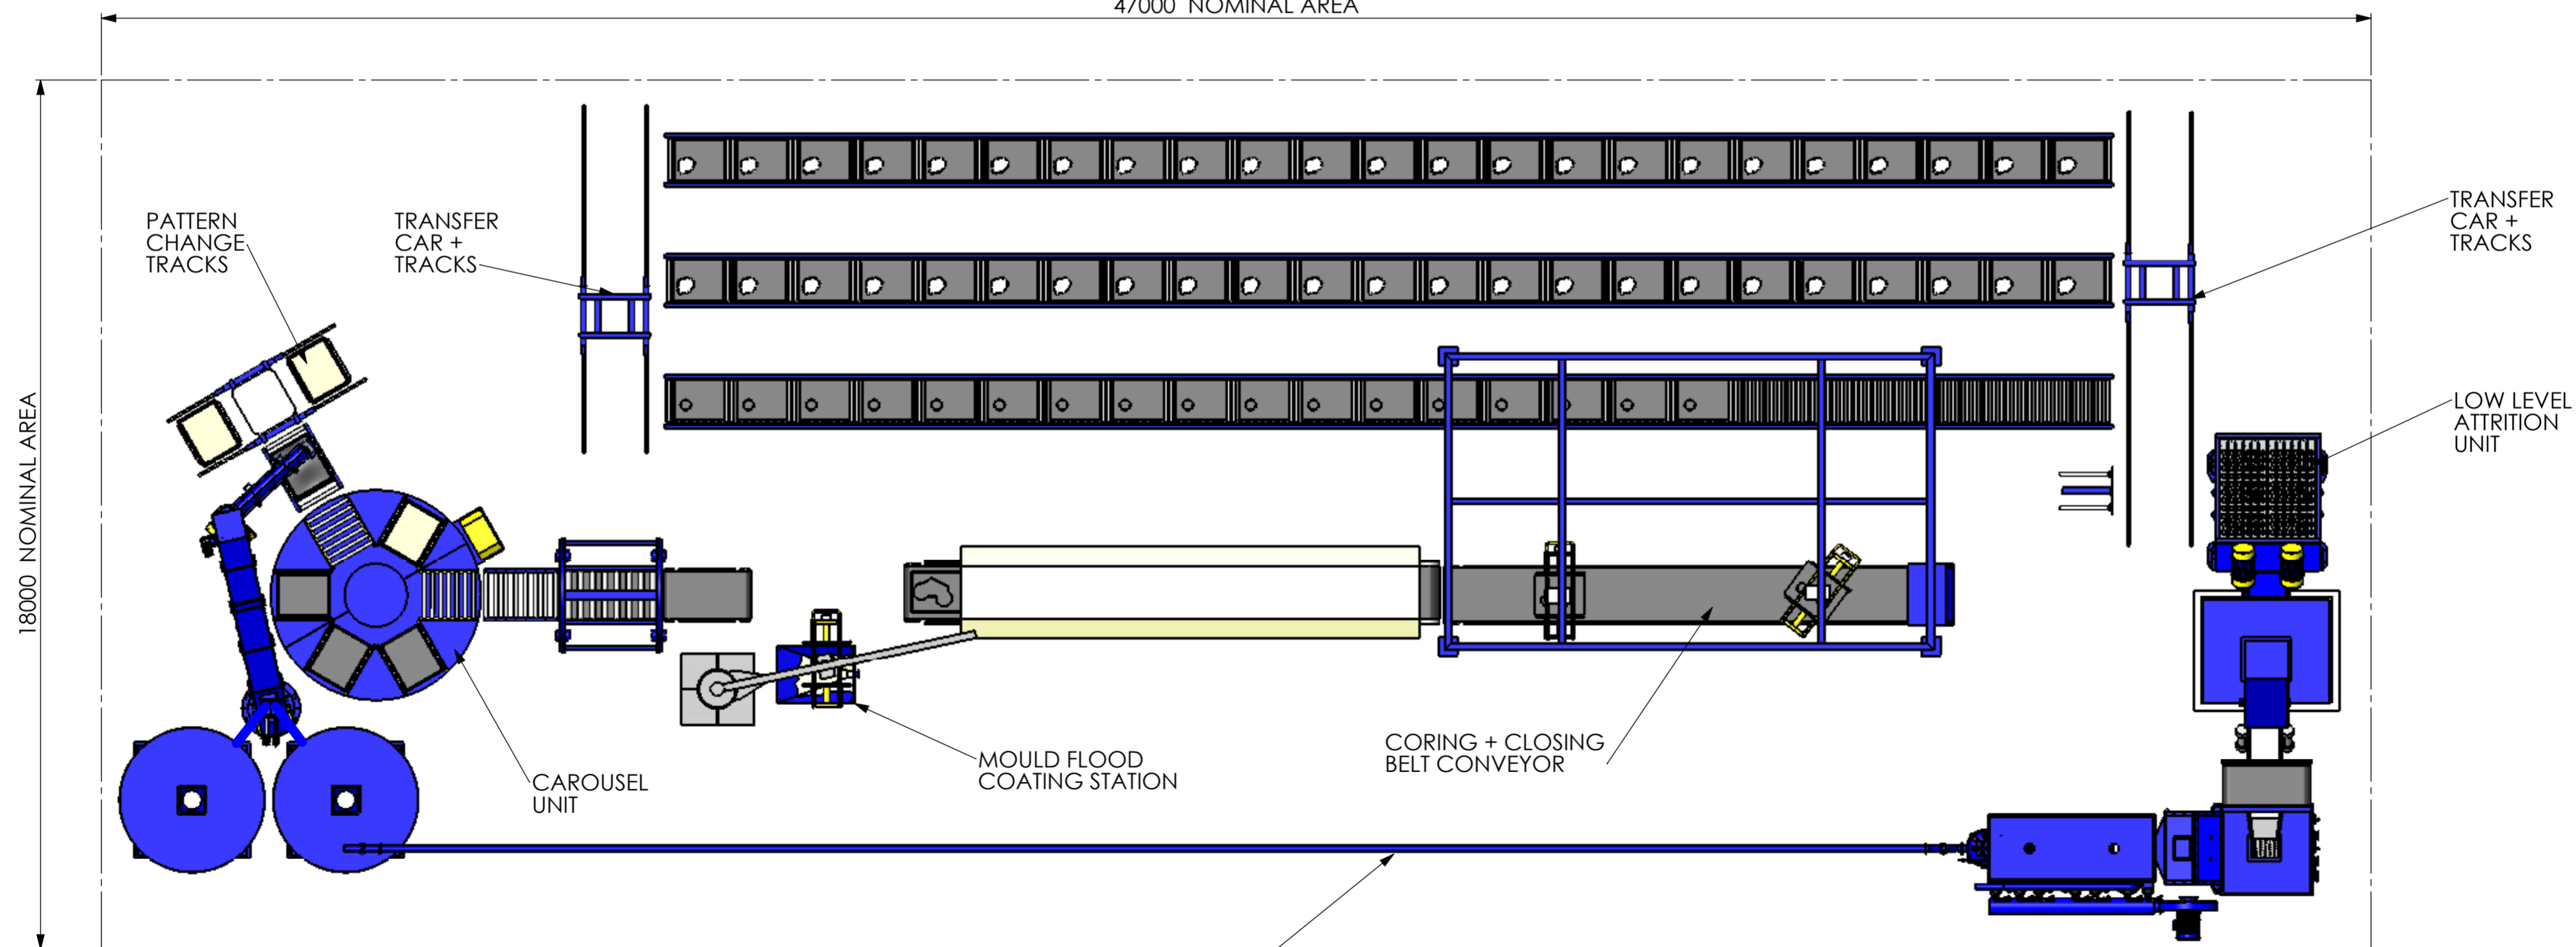 47000 NOMINAL AREA
PATTERN
CHANGE
TRACKS
TRANSFER
CAR +
TRACKS
TRANSFER
CAR +
TRACKS
LOW LEVEL
ATTRITION
UNIT
18000 NOMINAL AREA
CAROUSEL
UNIT
MOULD FLOOD
COATING STATION
CORING + CLOSING
BELT CONVEYOR